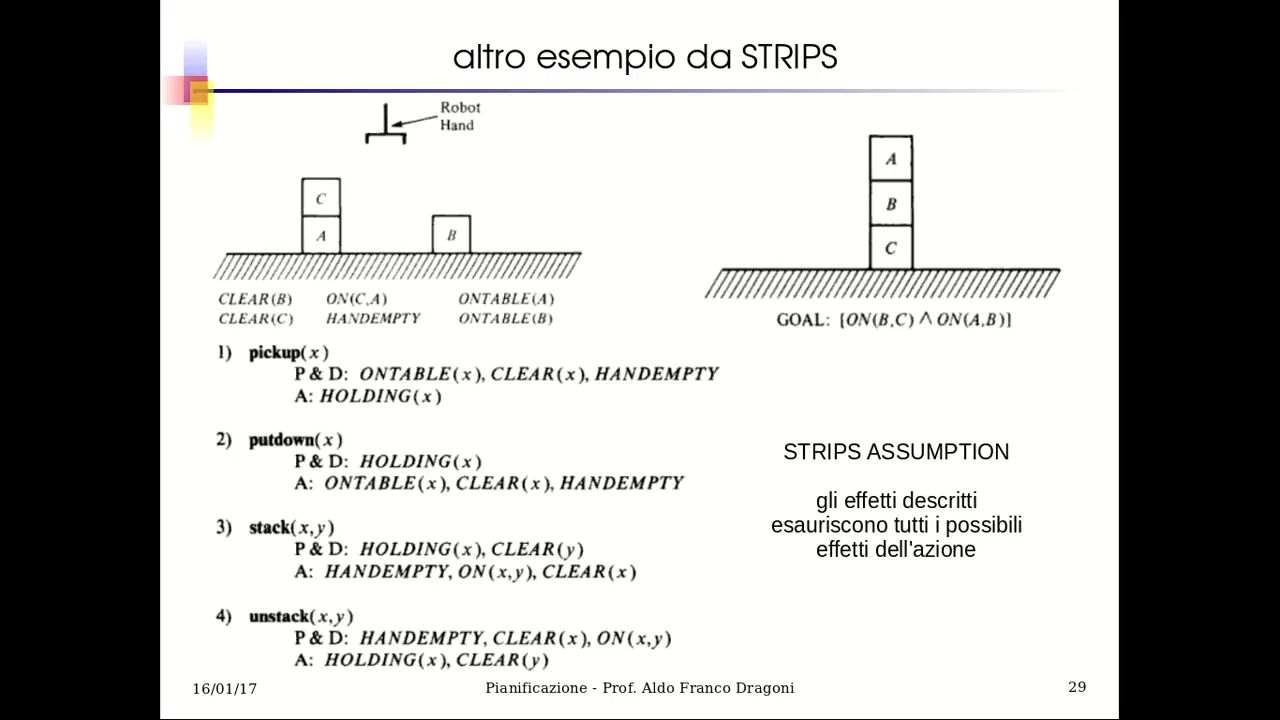 altro esempio da STRIPS
Robot
Hand
C
A
B
A
B
C
CLEAR(B) ON(C,A) ONTABLE(A)
CLEAR(C) HANDEMPTY ONTABLE(B)
GOAL: [ON(B,C) ∧ ON(A,B)]
1) pickup(x)
P & D: ONTABLE(x), CLEAR(x), HANDEMPTY
A: HOLDING(x)
2) putdown(x)
P & D: HOLDING(x)
A: ONTABLE(x), CLEAR(x), HANDEMPTY
3) stack(x,y)
P & D: HOLDING(x), CLEAR(y)
A: HANDEMPTY, ON(x,y), CLEAR(x)
4) unstack(x,y)
P & D: HANDEMPTY, CLEAR(x), ON(x,y)
A: HOLDING(x), CLEAR(y)
STRIPS ASSUMPTION
gli effetti descritti
esauriscono tutti i possibili
effetti dell'azione
16/01/17
Pianificazione - Prof. Aldo Franco Dragoni
29